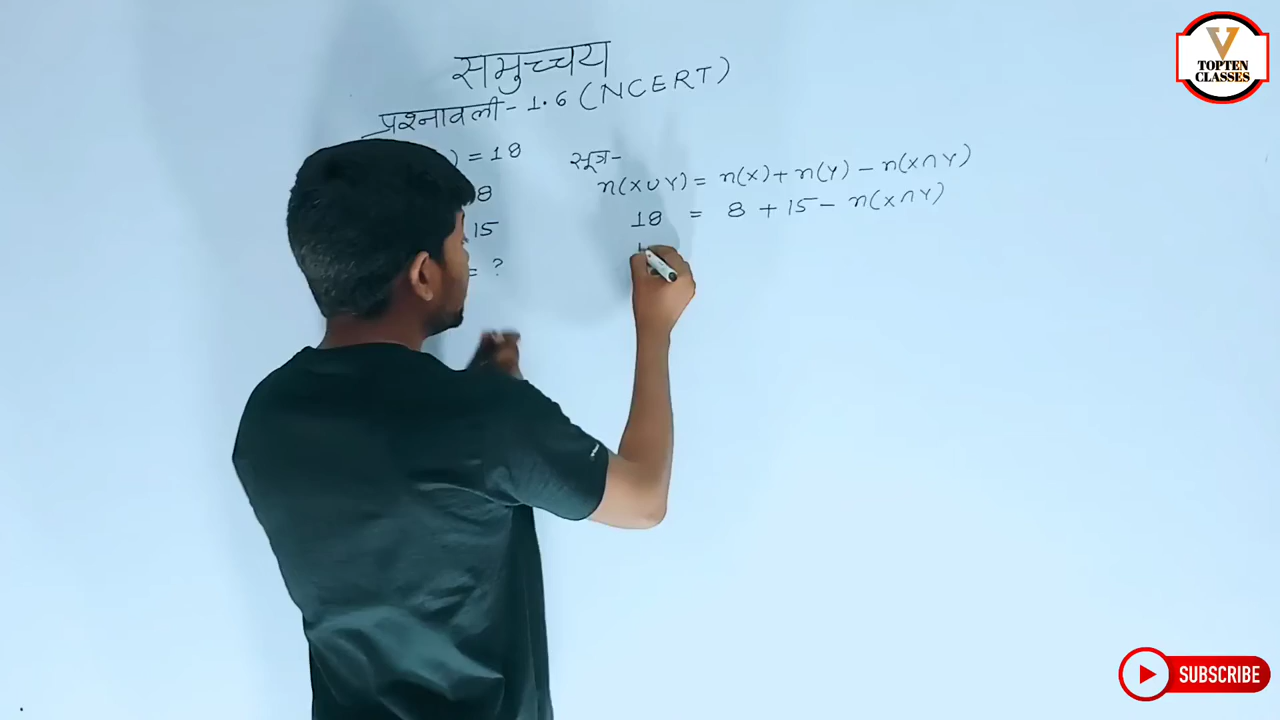 समुच्चय
प्रश्नावली - 1.6 (NCERT)
) = 18
8
15
= ?
सूत्र-
n(X∪Y) = n(X) + n(Y) - n(X∩Y)
18 = 8 + 15 - n(X∩Y)
V
TOPTEN
CLASSES
SUBSCRIBE